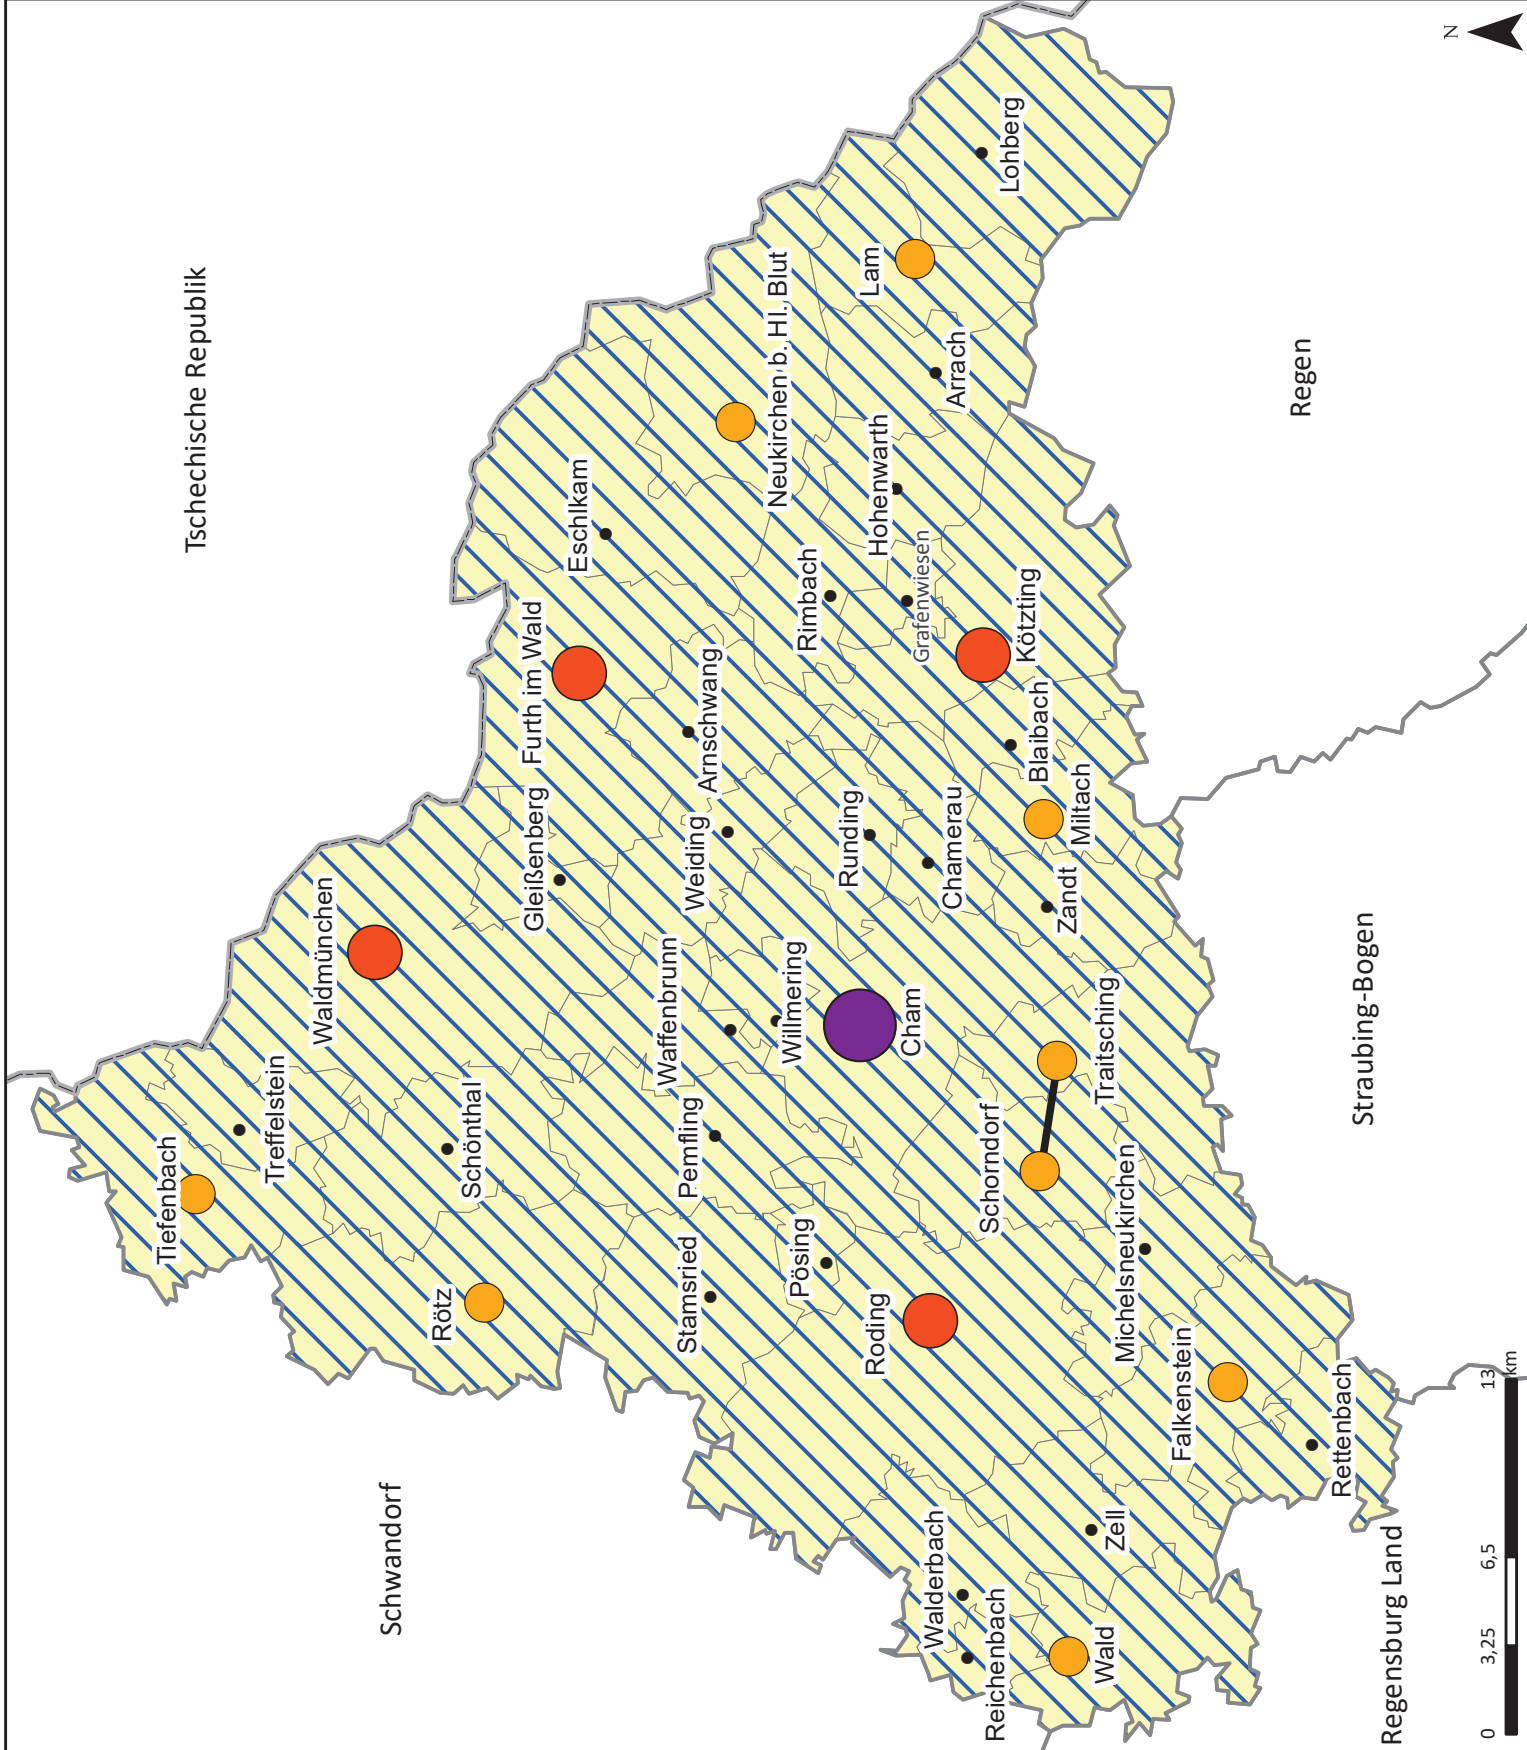 Tschechische Republik
Schwandorf
Regen
Straubing-Bogen
Regensburg Land
Tiefenbach
Treffelstein
Waldmünchen
Rötz
Schönthal
Gleißenberg
Furth im Wald
Eschlkam
Stamsried
Pemfling
Waffenbrunn
Weiding
Arnschwang
Neukirchen b. Hl. Blut
Pösing
Willmering
Runding
Rimbach
Hohenwarth
Lam
Roding
Cham
Chamerau
Grafenwiesen
Arrach
Lohberg
Walderbach
Reichenbach
Schorndorf
Blaibach
Kötzting
Wald
Zell
Michelsneukirchen
Traitsching
Zandt
Miltach
Falkenstein
Rettenbach
0
3,25
6,5
13
km
N